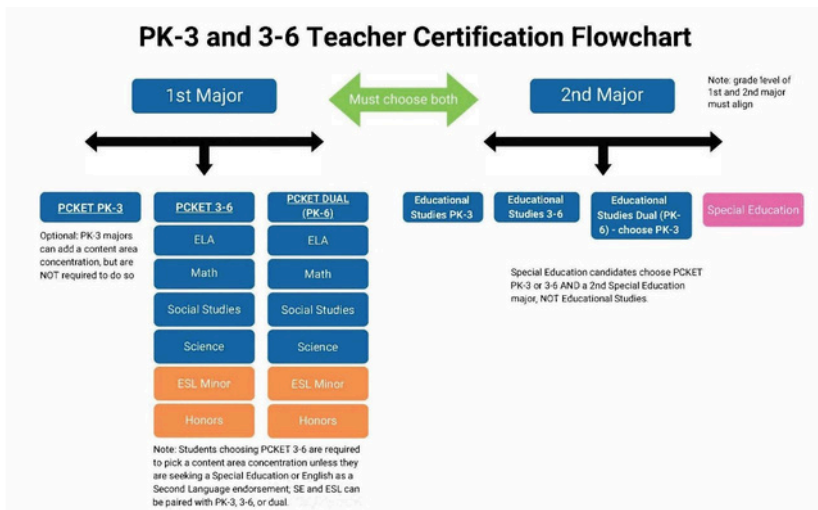 PK-3 and 3-6 Teacher Certification Flowchart
1st Major
Must choose both
2nd Major
Note: grade level of
1st and 2nd major
must align
PCKET PK-3
PCKET 3-6
PCKET DUAL
(PK-6)
Educational
Studies PK-3
Educational
Studies 3-6
Educational
Studies Dual (PK-
6) - choose PK-3
Special Education
Optional: PK-3 majors
can add a content area
concentration, but are
NOT required to do so
ELA
Math
Social Studies
Science
ESL Minor
Honors
ELA
Math
Social Studies
Science
ESL Minor
Honors
Special Education candidates choose PCKET
PK-3 or 3-6 AND a 2nd Special Education
major, NOT Educational Studies.
Note: Students choosing PCKET 3-6 are required
to pick a content area concentration unless they
are seeking a Special Education or English as a
Second Language endorsement; SE and ESL can
be paired with PK-3, 3-6, or dual.